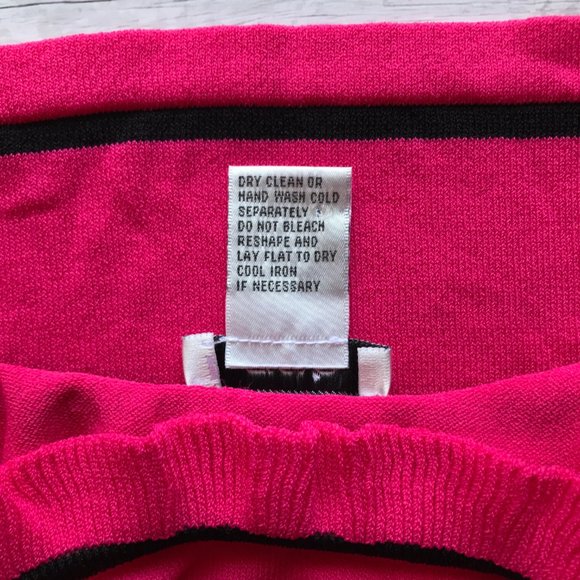 DRY CLEAN OR
HAND WASH COLD
SEPARATELY
DO NOT BLEACH
RESHAPE AND
LAY FLAT TO DRY
COOL IRON
IF NECESSARY